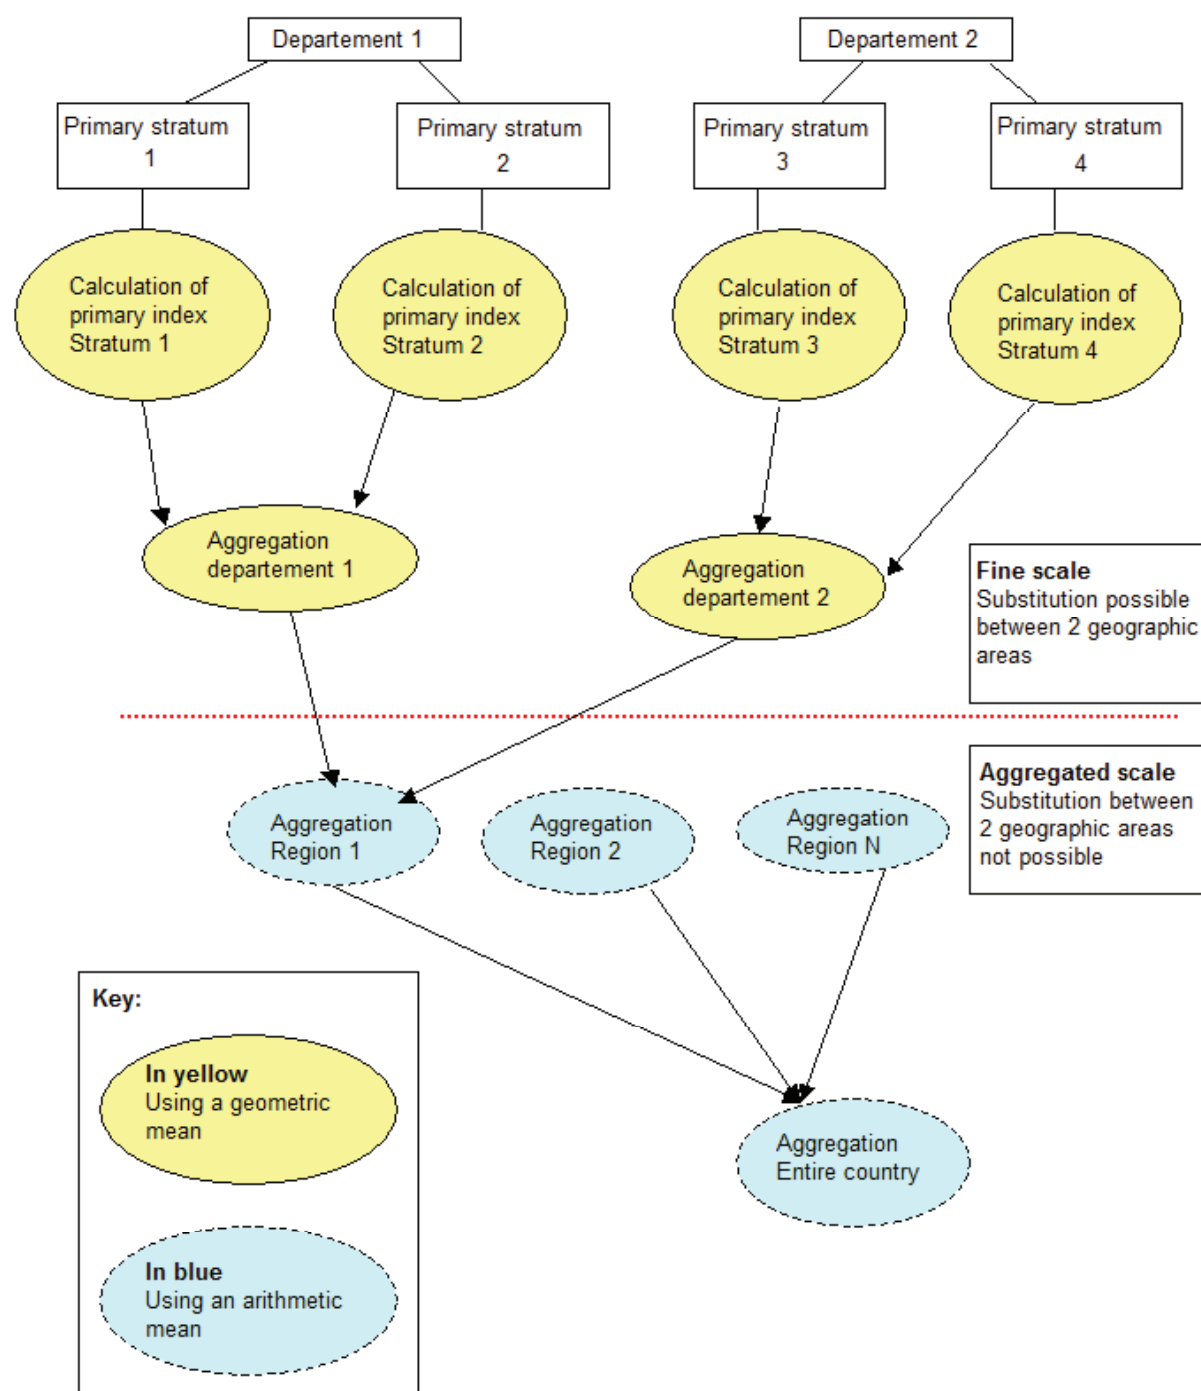 Departement 1
Departement 2
Primary stratum
1
Primary stratum
2
Primary stratum
3
Primary stratum
4
Calculation of
primary index
Stratum 1
Calculation of
primary index
Stratum 2
Calculation of
primary index
Stratum 3
Calculation of
primary index
Stratum 4
Aggregation
departement 1
Aggregation
departement 2
Fine scale
Substitution possible
between 2 geographic
areas
Aggregated scale
Substitution between
2 geographic areas
not possible
Aggregation
Region 1
Aggregation
Region 2
Aggregation
Region N
Key:
In yellow
Using a geometric
mean
Aggregation
Entire country
In blue
Using an arithmetic
mean